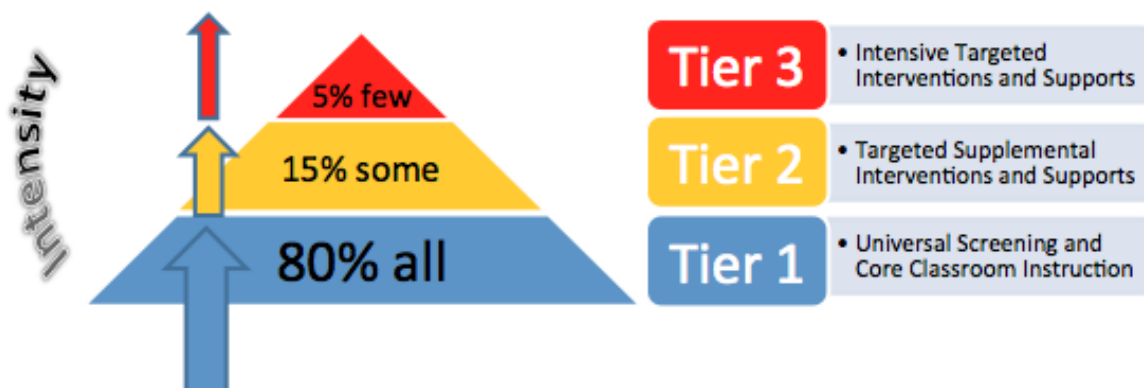 Intensity
5% few
15% some
80% all
Tier 3
• Intensive Targeted
Interventions and Supports
Tier 2
• Targeted Supplemental
Interventions and Supports
Tier 1
• Universal Screening and
Core Classroom Instruction